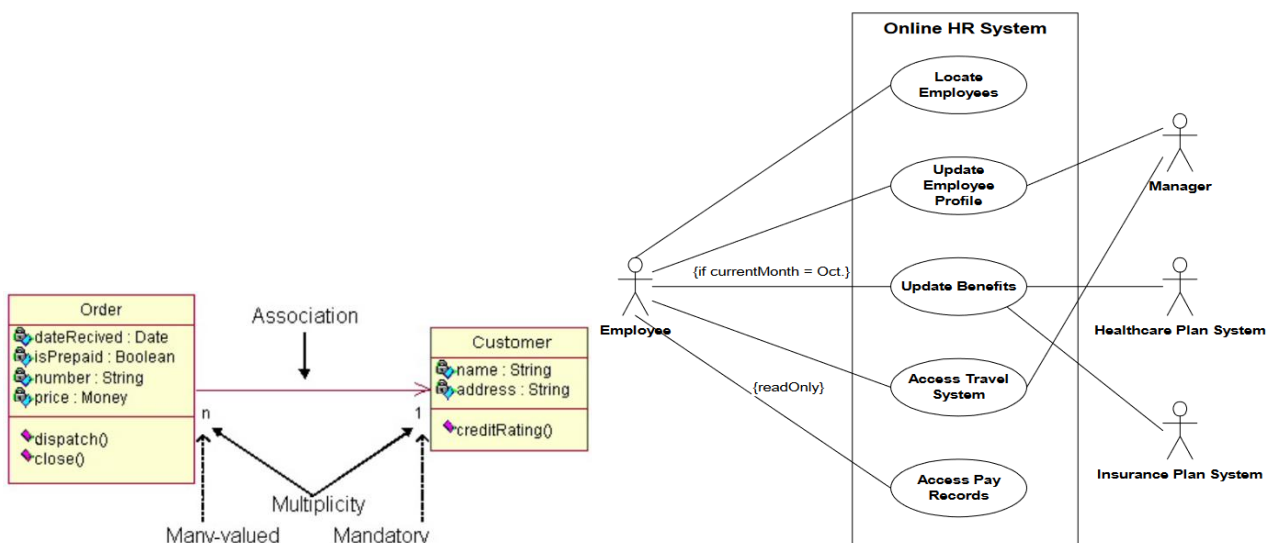 Order
dateRecived : Date
isPrepaid : Boolean
number : String
price : Money
dispatch()
close()
Association
n
1
Customer
name : String
address : String
creditRating()
Multiplicity
Many-valued
Mandatory
Online HR System
Locate
Employees
Update
Employee
Profile
Manager
{if currentMonth = Oct.}
Update Benefits
Employee
Healthcare Plan System
Access Travel
System
{readOnly}
Insurance Plan System
Access Pay
Records